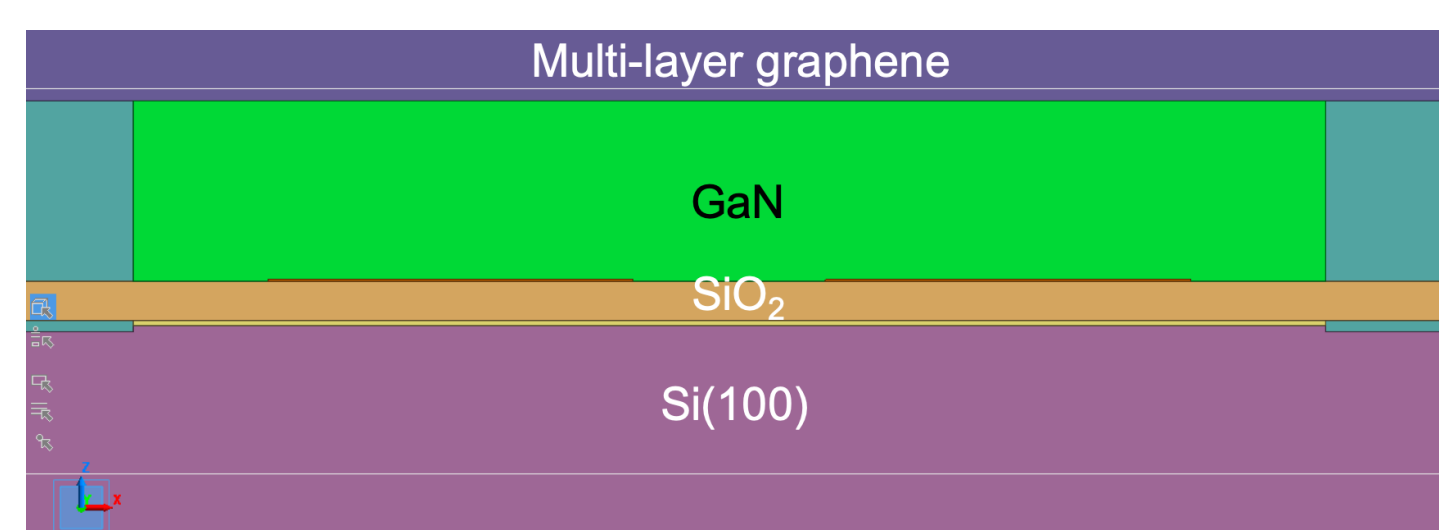 Multi-layer graphene
GaN
SiO₂
Si(100)
Z
Y
X